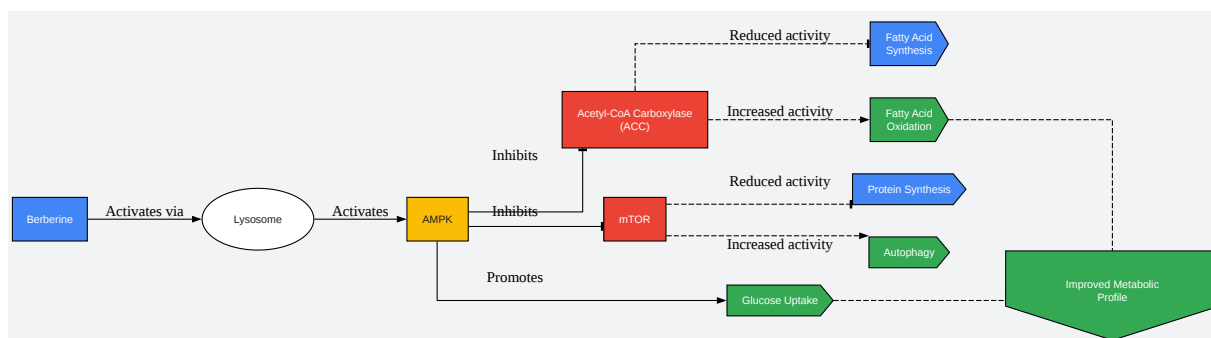 Reduced activity
Fatty Acid
Synthesis
Acetyl-CoA Carboxylase
(ACC)
Increased activity
Fatty Acid
Oxidation
Inhibits
Reduced activity
Protein Synthesis
Berberine
Activates via
Lysosome
Activates
AMPK
Inhibits
mTOR
Increased activity
Autophagy
Promotes
Glucose Uptake
Improved Metabolic
Profile